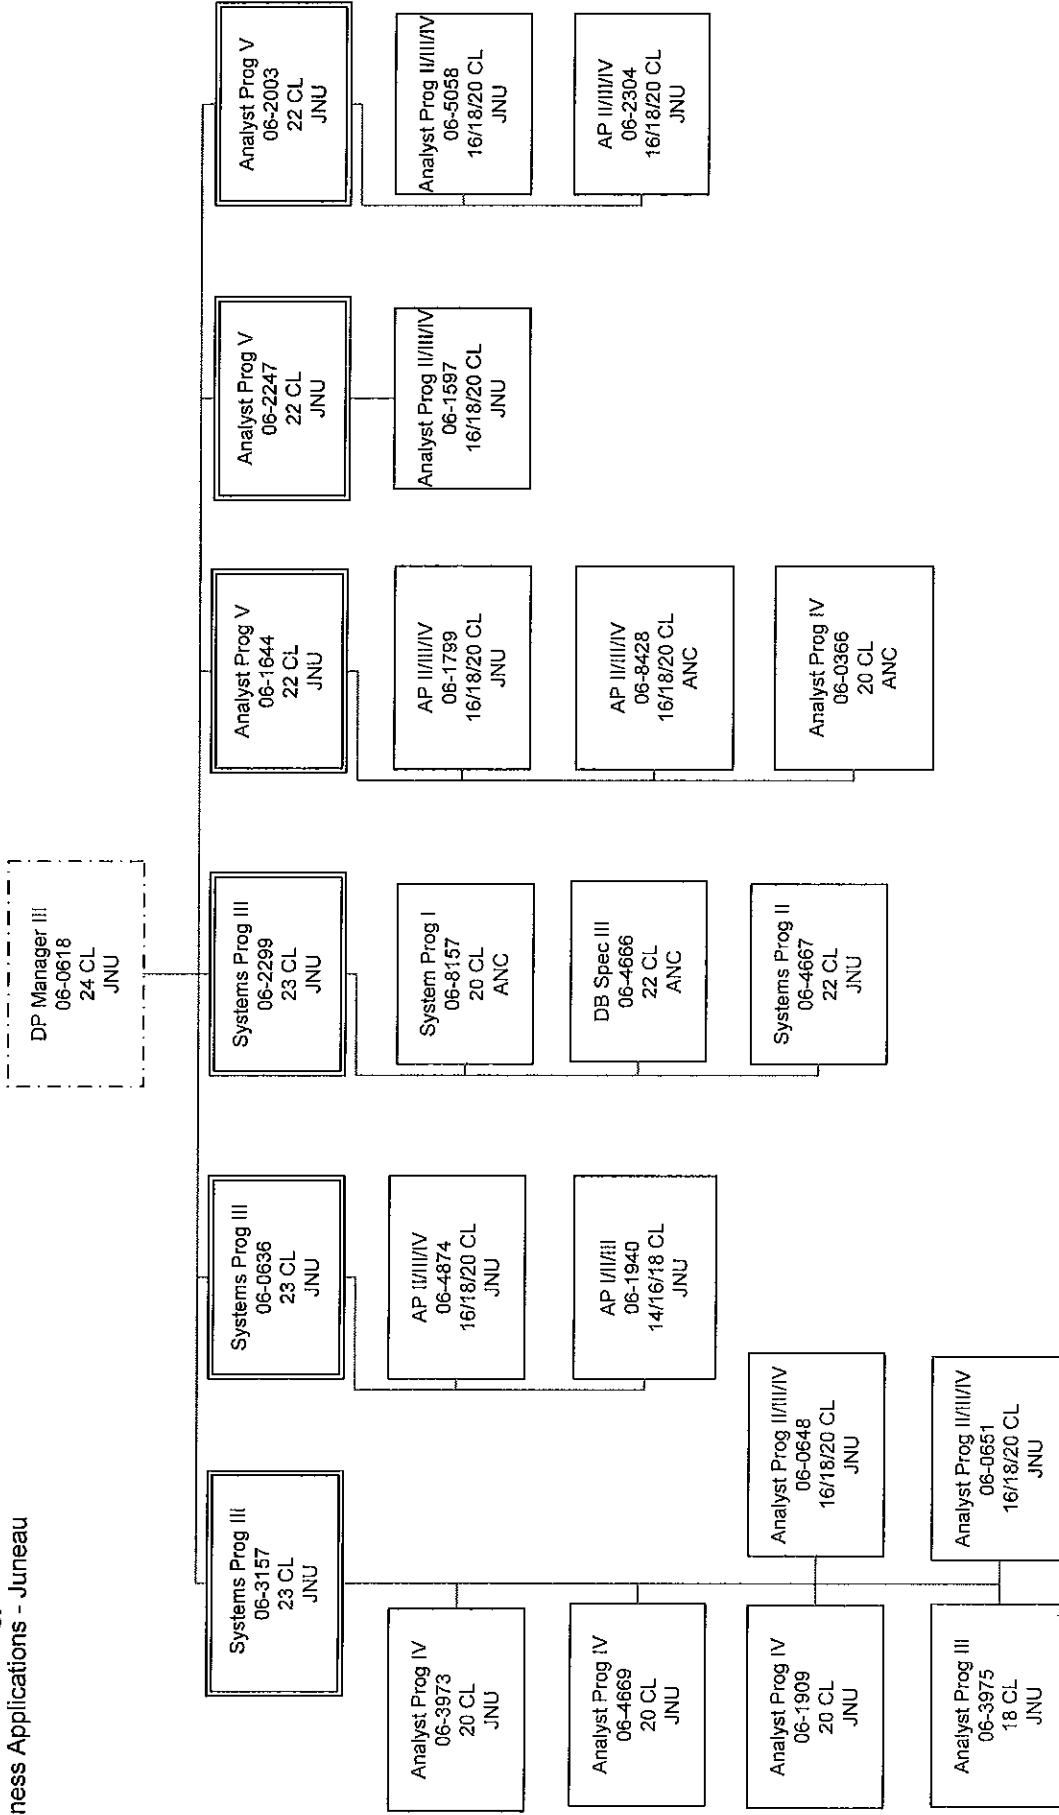 ness Applications - Juneau
DP Manager III
06-0618
24 CL
JNU
Systems Prog III
06-3157
23 CL
JNU
Analyst Prog IV
06-3973
20 CL
JNU
Analyst Prog IV
06-4669
20 CL
JNU
Analyst Prog IV
06-1909
20 CL
JNU
Analyst Prog II/III/IV
06-0648
16/18/20 CL
JNU
Analyst Prog III
06-3975
18 CL
JNU
Analyst Prog II/III/IV
06-0651
16/18/20 CL
JNU
Systems Prog III
06-0636
23 CL
JNU
AP II/III/IV
06-4874
16/18/20 CL
JNU
AP I/II/III
06-1940
14/16/18 CL
JNU
Systems Prog III
06-2299
23 CL
JNU
System Prog I
06-8157
20 CL
ANC
DB Spec III
06-4666
22 CL
ANC
Systems Prog II
06-4667
22 CL
JNU
Analyst Prog V
06-1644
22 CL
JNU
AP II/III/IV
06-1799
16/18/20 CL
JNU
AP II/III/IV
06-8428
16/18/20 CL
ANC
Analyst Prog IV
06-0366
20 CL
ANC
Analyst Prog V
06-2247
22 CL
JNU
Analyst Prog II/III/IV
06-1597
16/18/20 CL
JNU
Analyst Prog V
06-2003
22 CL
JNU
Analyst Prog II/III/IV
06-5058
16/18/20 CL
JNU
AP II/III/IV
06-2304
16/18/20 CL
JNU